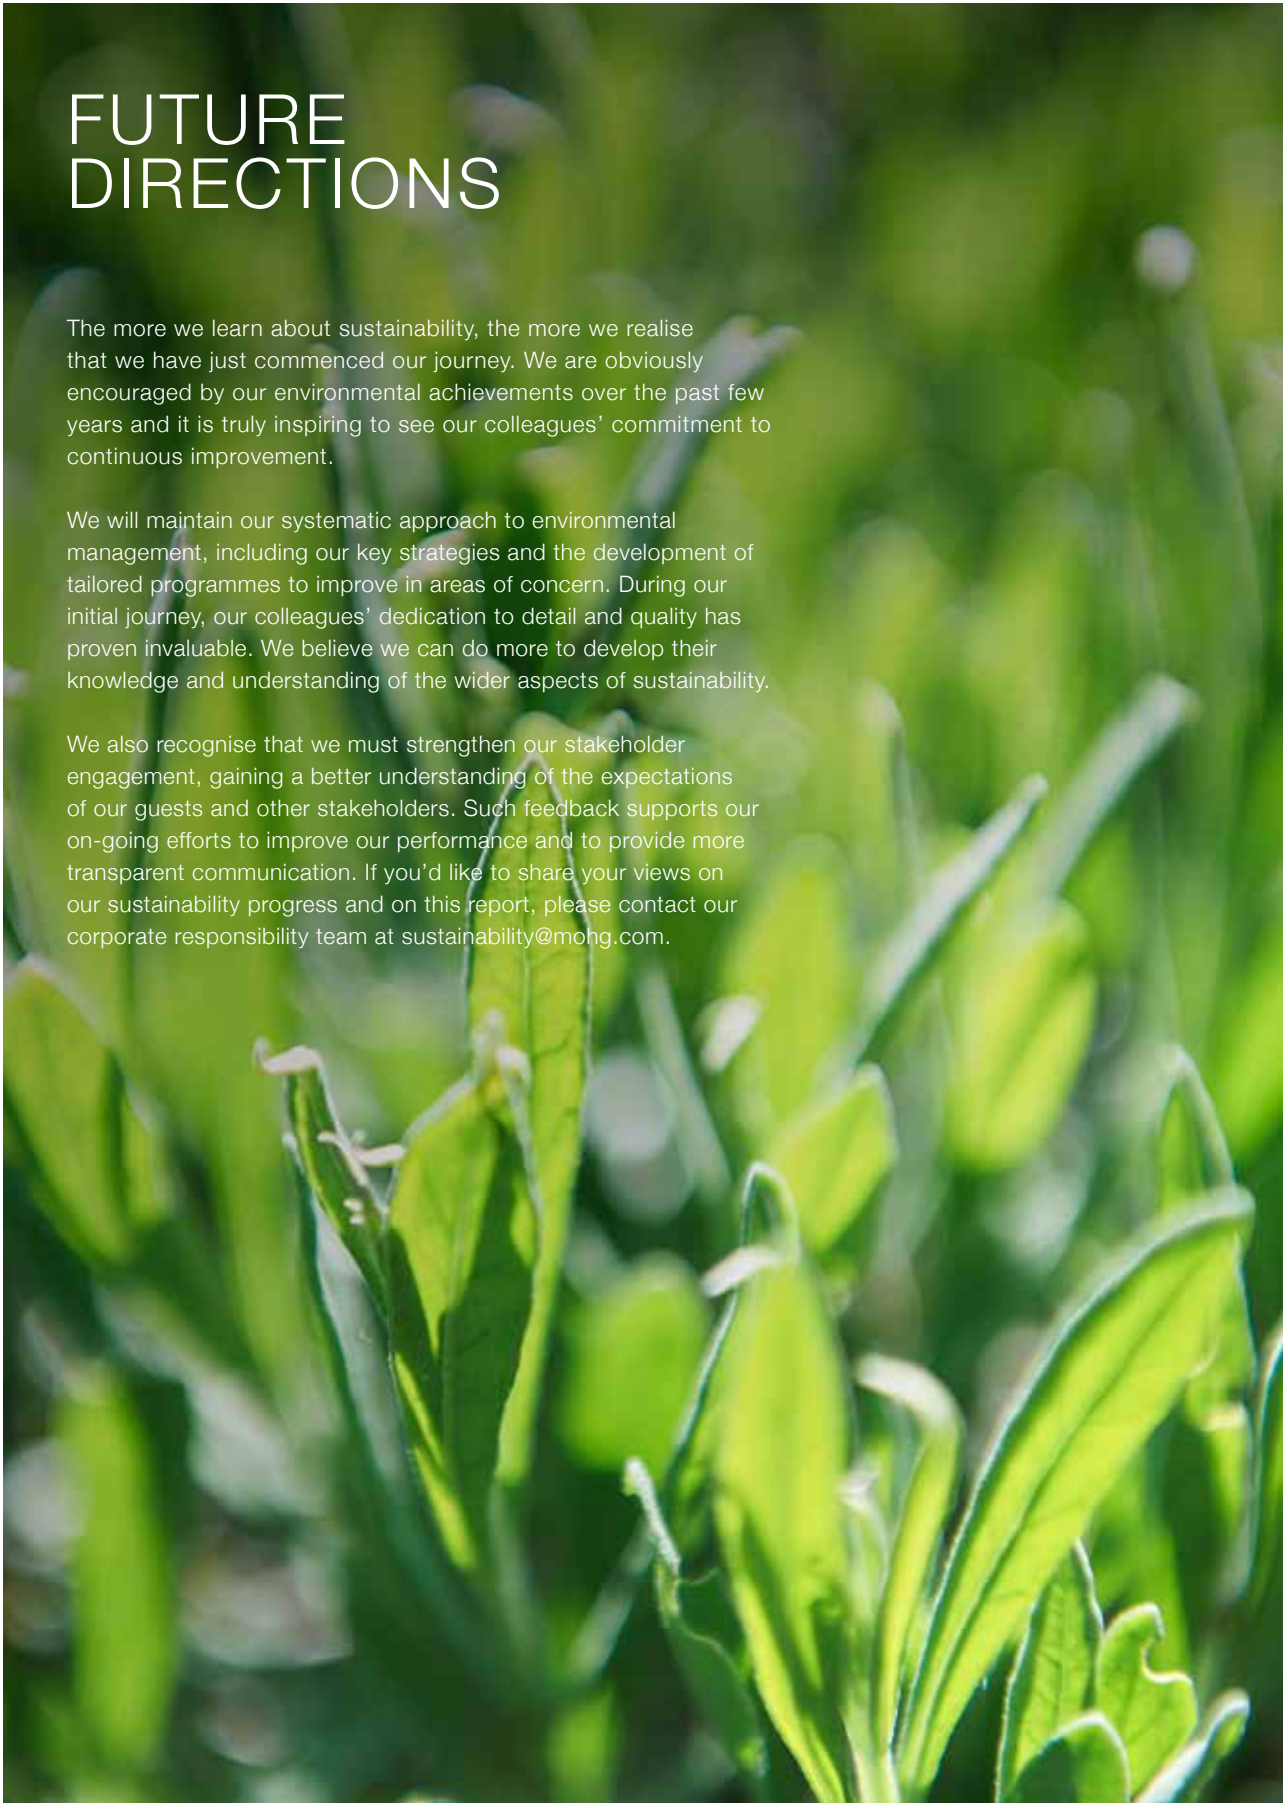 FUTURE
DIRECTIONS
The more we learn about sustainability, the more we realise
that we have just commenced our journey. We are obviously
encouraged by our environmental achievements over the past few
years and it is truly inspiring to see our colleagues’ commitment to
continuous improvement.
We will maintain our systematic approach to environmental
management, including our key strategies and the development of
tailored programmes to improve in areas of concern. During our
initial journey, our colleagues’ dedication to detail and quality has
proven invaluable. We believe we can do more to develop their
knowledge and understanding of the wider aspects of sustainability.
We also recognise that we must strengthen our stakeholder
engagement, gaining a better understanding of the expectations
of our guests and other stakeholders. Such feedback supports our
on-going efforts to improve our performance and to provide more
transparent communication. If you’d like to share your views on
our sustainability progress and on this report, please contact our
corporate responsibility team at sustainability@mohg.com.